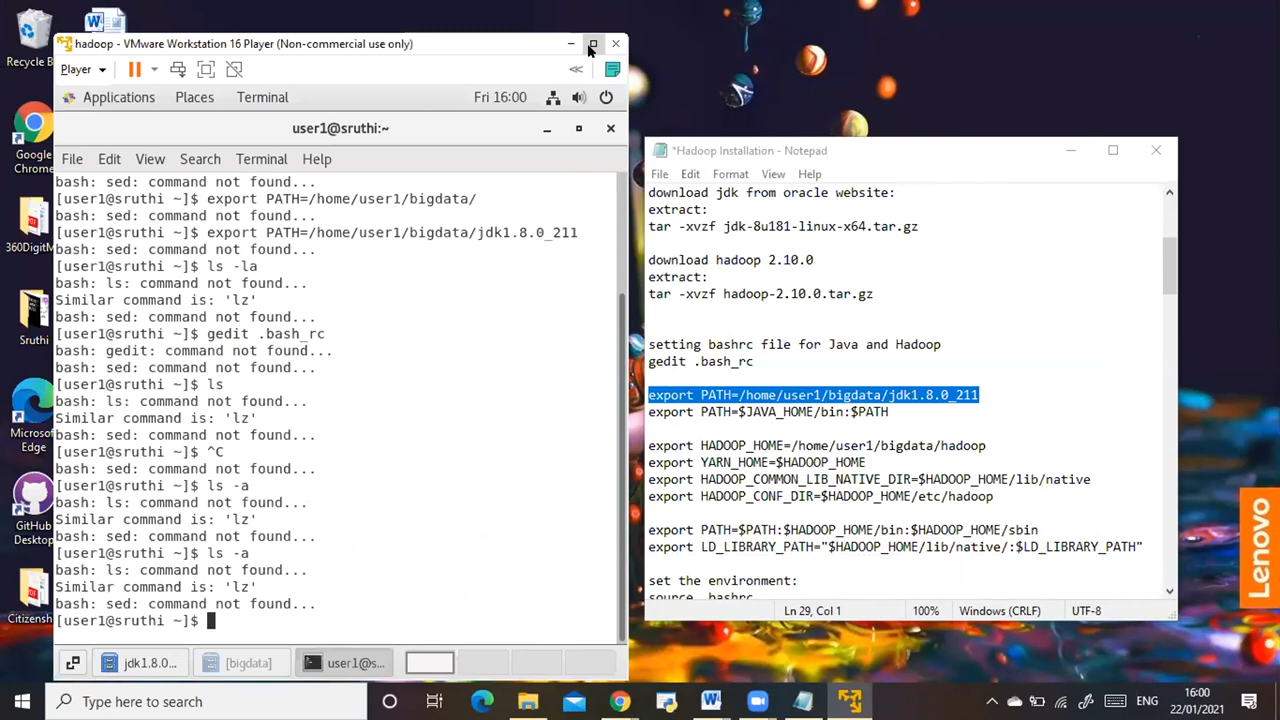 Recycle B
Google
Chrome
360DigitM
Sruthi
Microsof
Edge
GitHub
Desktop
Citizensh
hadoop - VMware Workstation 16 Player (Non-commercial use only)
Player
Applications Places Terminal Fri 16:00
user1@sruthi:~
File Edit View Search Terminal Help
bash: sed: command not found...
[user1@sruthi ~]$ export PATH=/home/user1/bigdata/
bash: sed: command not found...
[user1@sruthi ~]$ export PATH=/home/user1/bigdata/jdk1.8.0_211
bash: sed: command not found...
[user1@sruthi ~]$ ls -la
bash: ls: command not found...
Similar command is: 'lz'
bash: sed: command not found...
[user1@sruthi ~]$ gedit .bash_rc
bash: gedit: command not found...
bash: sed: command not found...
[user1@sruthi ~]$ ls
bash: ls: command not found...
Similar command is: 'lz'
bash: sed: command not found...
[user1@sruthi ~]$ ^C
bash: sed: command not found...
[user1@sruthi ~]$ ls -a
bash: ls: command not found...
Similar command is: 'lz'
bash: sed: command not found...
[user1@sruthi ~]$ ls -a
bash: ls: command not found...
Similar command is: 'lz'
bash: sed: command not found...
[user1@sruthi ~]$
jdk1.8.0... [bigdata] user1@s...
*Hadoop Installation - Notepad
File Edit Format View Help
download jdk from oracle website:
extract:
tar -xvzf jdk-8u181-linux-x64.tar.gz
download hadoop 2.10.0
extract:
tar -xvzf hadoop-2.10.0.tar.gz
setting bashrc file for Java and Hadoop
gedit .bash_rc
export PATH=/home/user1/bigdata/jdk1.8.0_211
export PATH=$JAVA_HOME/bin:$PATH
export HADOOP_HOME=/home/user1/bigdata/hadoop
export YARN_HOME=$HADOOP_HOME
export HADOOP_COMMON_LIB_NATIVE_DIR=$HADOOP_HOME/lib/native
export HADOOP_CONF_DIR=$HADOOP_HOME/etc/hadoop
export PATH=$PATH:$HADOOP_HOME/bin:$HADOOP_HOME/sbin
export LD_LIBRARY_PATH="$HADOOP_HOME/lib/native/:$LD_LIBRARY_PATH"
set the environment:
source .bashrc
Ln 29, Col 1 100% Windows (CRLF) UTF-8
Lenovo
Type here to search
ENG
16:00
22/01/2021